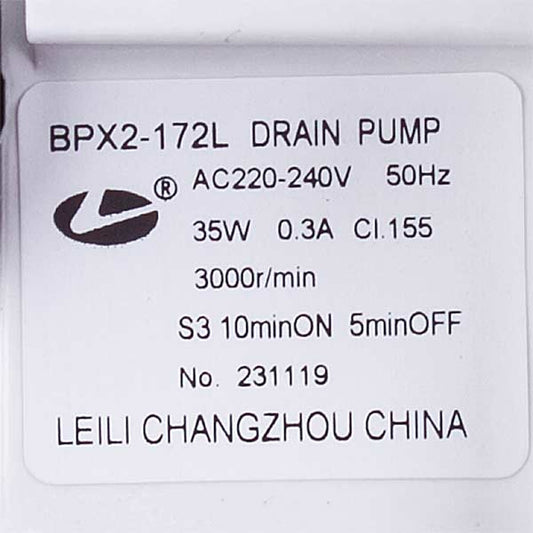 BPX2-172L DRAIN PUMP
® AC220-240V 50Hz
35W 0.3A Cl.155
3000r/min
S3 10minON 5minOFF
No. 231119
LEILI CHANGZHOU CHINA